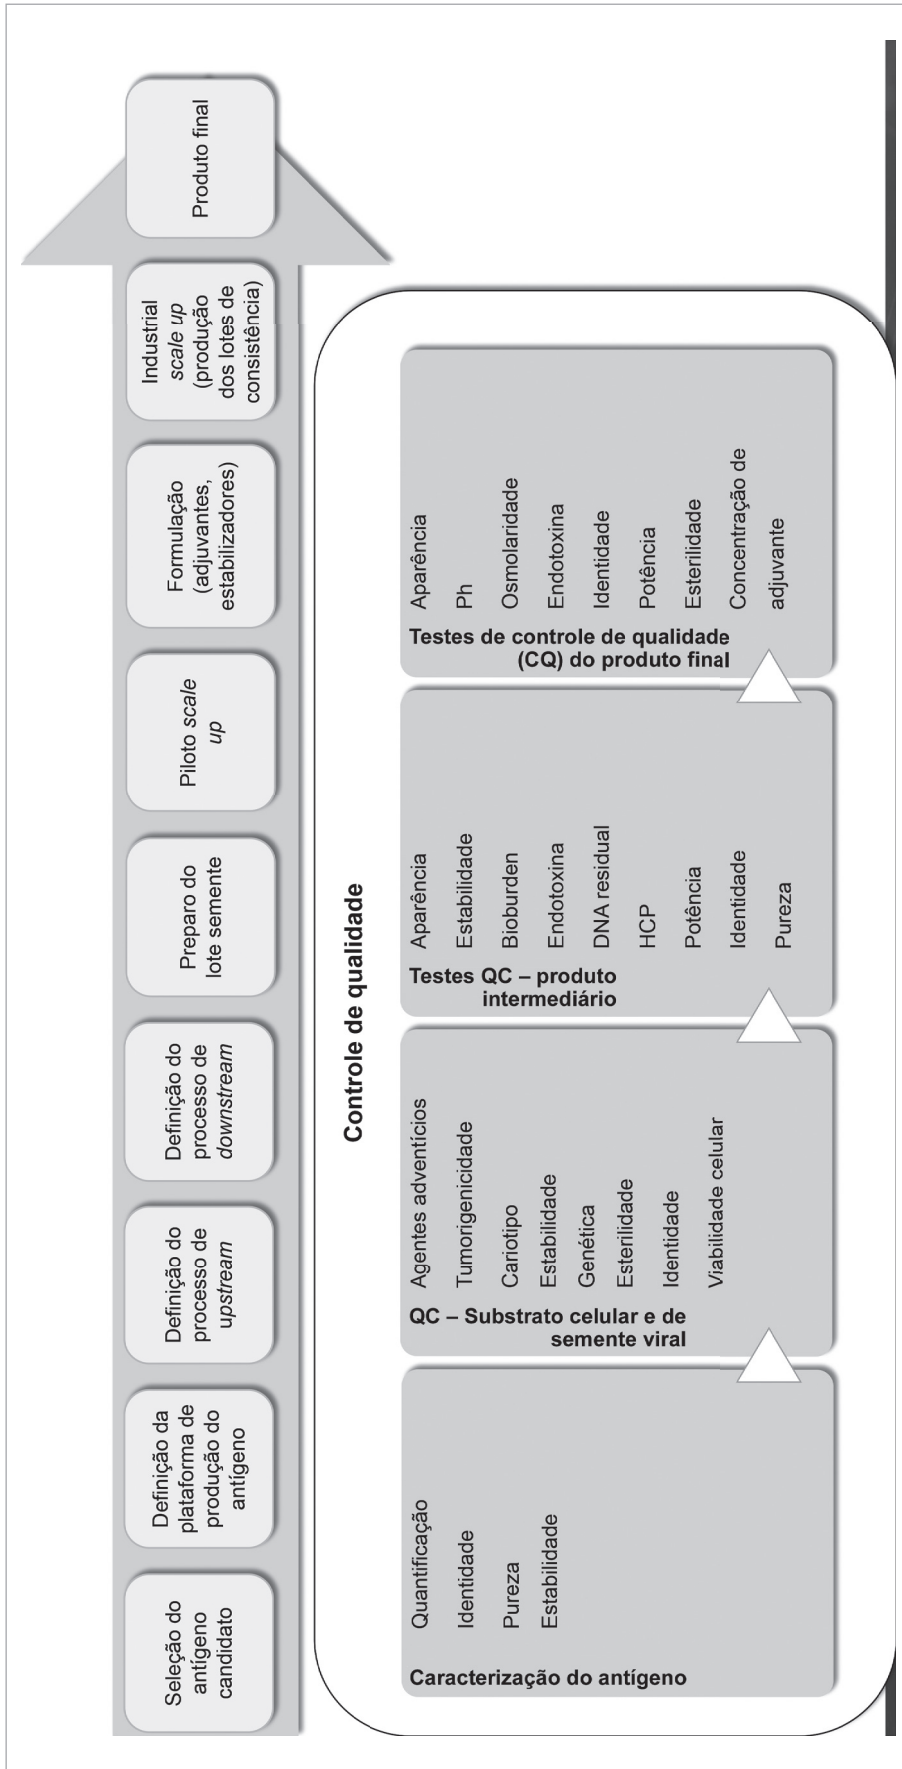 Seleção do
antígeno
candidato
Definição da
plataforma de
produção do
antígeno
Definição do
processo de
upstream
Definição do
processo de
downstream
Preparo do
lote semente
Piloto scale
up
Formulação
(adjuvantes,
estabilizadores)
Industrial
scale up
(produção
dos lotes de
consistência)
Produto final
Controle de qualidade
Caracterização do antígeno
Quantificação
Identidade
Pureza
Estabilidade
QC – Substrato celular e de
semente viral
Agentes adventícios
Tumorigenicidade
Cariotipo
Estabilidade
Genética
Esterilidade
Identidade
Viabilidade celular
Testes QC – produto
intermediário
Aparência
Estabilidade
Bioburden
Endotoxina
DNA residual
HCP
Potência
Identidade
Pureza
Testes de controle de qualidade
(CQ) do produto final
Aparência
Ph
Osmolaridade
Endotoxina
Identidade
Potência
Esterilidade
Concentração de
adjuvante